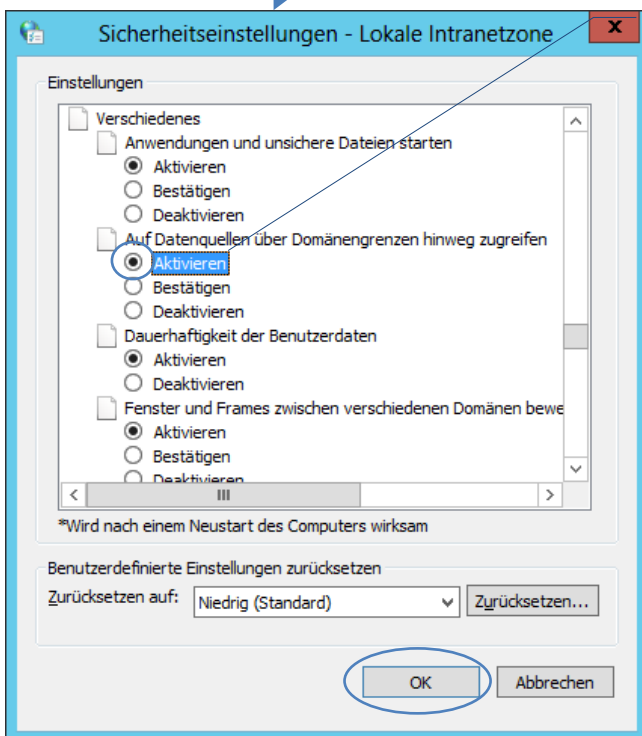 Sicherheitseinstellungen - Lokale Intranetzone
x
Einstellungen
Verschiedenes
Anwendungen und unsichere Dateien starten
Aktivieren
Bestätigen
Deaktivieren
Auf Datenquellen über Domänengrenzen hinweg zugreifen
Aktivieren
Bestätigen
Deaktivieren
Dauerhaftigkeit der Benutzerdaten
Aktivieren
Deaktivieren
Fenster und Frames zwischen verschiedenen Domänen bewe
Aktivieren
Bestätigen
Deaktivieren
*Wird nach einem Neustart des Computers wirksam
Benutzerdefinierte Einstellungen zurücksetzen
Zurücksetzen auf: Niedrig (Standard) Zurücksetzen...
OK Abbrechen